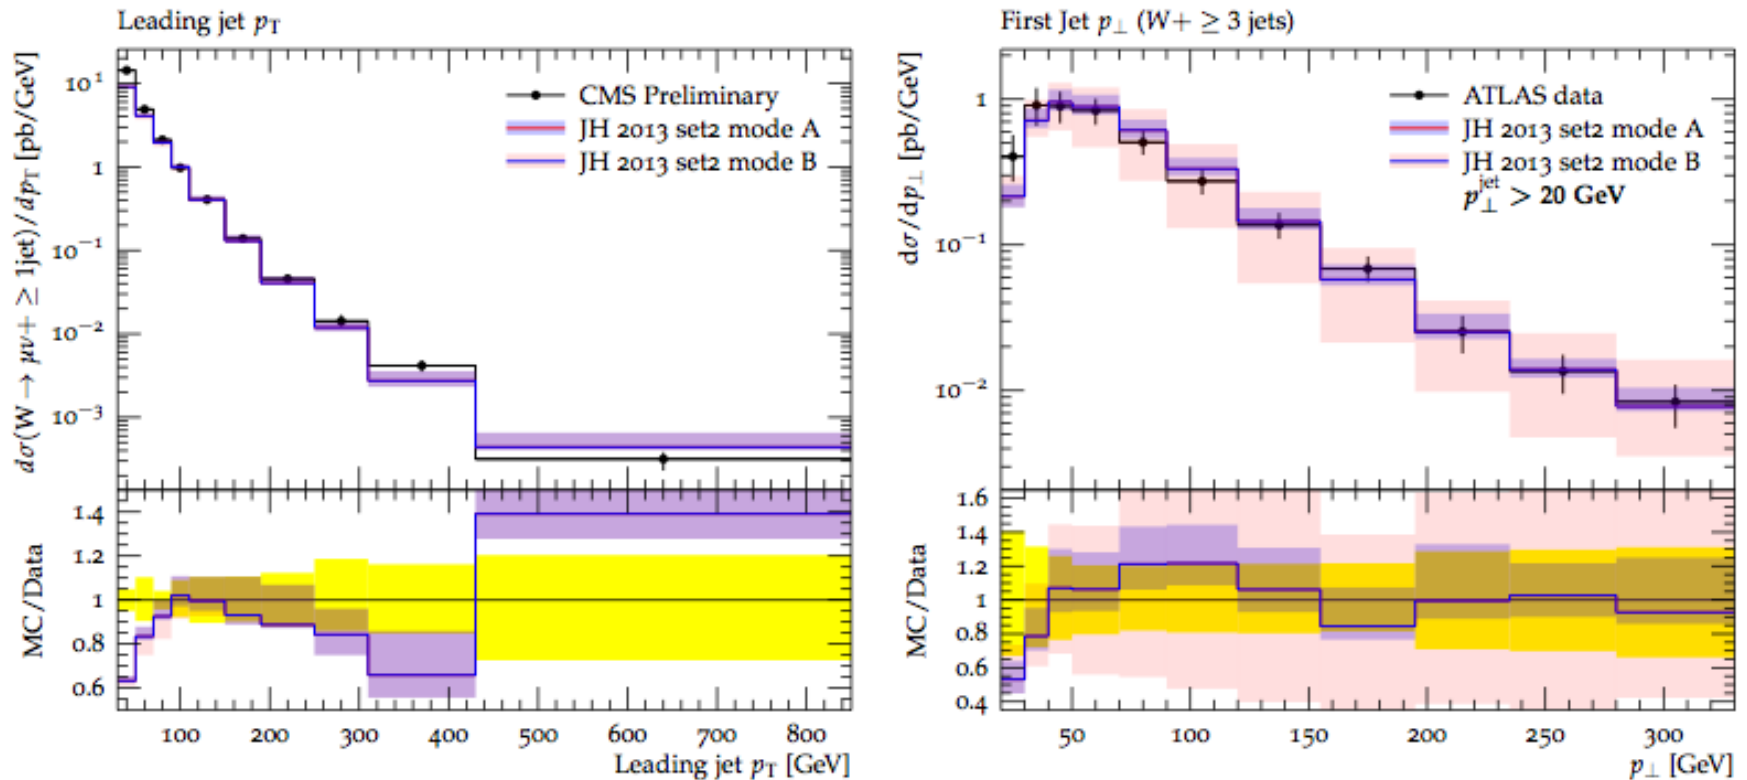 Leading jet pT
dσ(W → μν+ ≥ 1jet)/dpT [pb/GeV]
10^1
1
10^−1
10^−2
10^−3
CMS Preliminary
JH 2013 set2 mode A
JH 2013 set2 mode B
MC/Data
1.4
1.2
1
0.8
0.6
100 200 300 400 500 600 700 800
Leading jet pT [GeV]
First Jet p⊥ (W+ ≥ 3 jets)
dσ/dp⊥ [pb/GeV]
1
10^−1
10^−2
ATLAS data
JH 2013 set2 mode A
JH 2013 set2 mode B
p⊥^jet > 20 GeV
MC/Data
1.6
1.4
1.2
1
0.8
0.6
0.4
50 100 150 200 250 300
p⊥ [GeV]